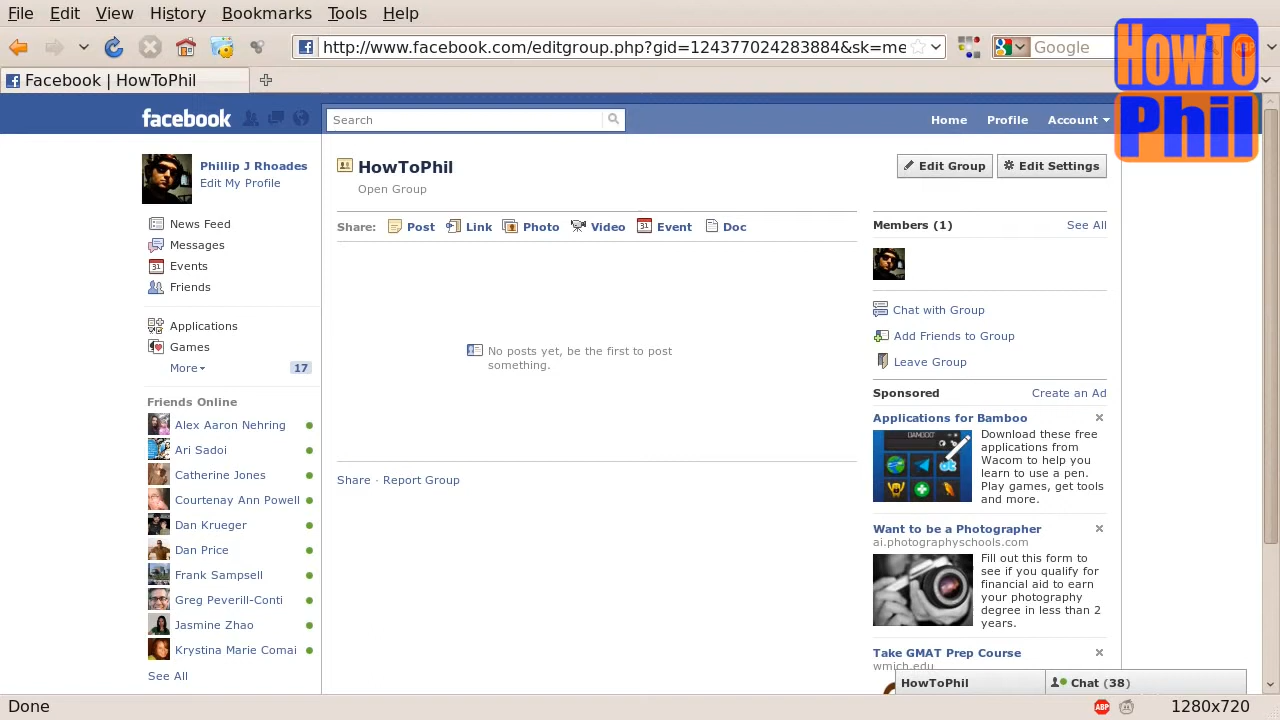 File Edit View History Bookmarks Tools Help
http://www.facebook.com/editgroup.php?gid=124377024283884&sk=me
Google
ABP
HowTo
Phil
Facebook | HowToPhil
facebook
Search
Home Profile Account
Phillip J Rhoades
Edit My Profile
News Feed
Messages
31 Events
Friends
Applications
Games
More 17
Friends Online
Alex Aaron Nehring
Ari Sadoi
Catherine Jones
Courtenay Ann Powell
Dan Krueger
Dan Price
Frank Sampsell
Greg Peverill-Conti
Jasmine Zhao
Krystina Marie Comai
See All
HowToPhil
Open Group
Edit Group Edit Settings
Share: Post Link Photo Video 31 Event Doc
No posts yet, be the first to post
something.
Share · Report Group
Members (1) See All
Chat with Group
Add Friends to Group
Leave Group
Sponsored Create an Ad
Applications for Bamboo
Download these free
applications from
Wacom to help you
learn to use a pen.
Play games, get tools
and more.
Want to be a Photographer
ai.photographyschools.com
Fill out this form to
see if you qualify for
financial aid to earn
your photography
degree in less than 2
years.
Take GMAT Prep Course
wmich.edu
HowToPhil Chat (38)
Done ABP 1280x720